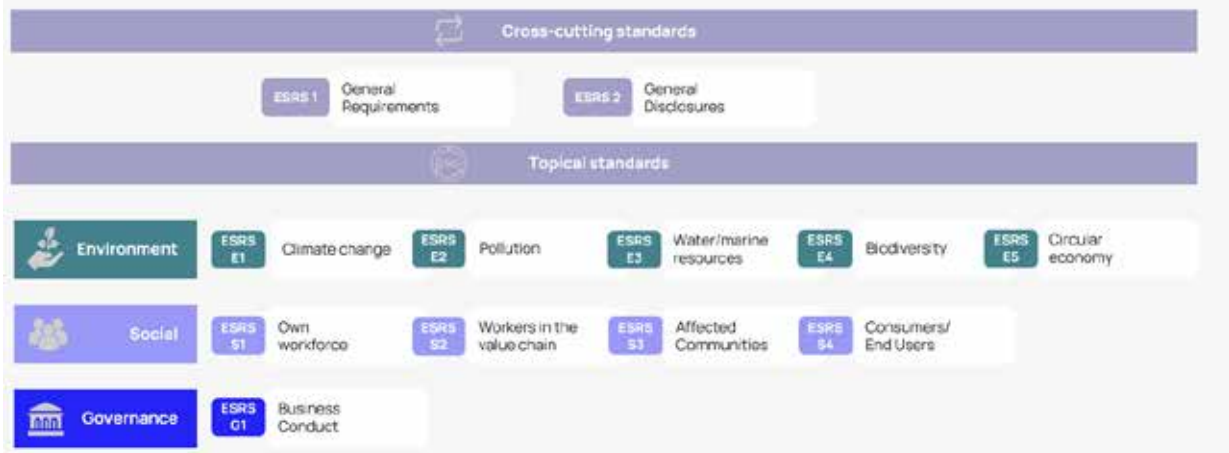 Cross-cutting standards
ESRS 1
General
Requirements
ESRS 2
General
Disclosures
Topical standards
Environment
ESRS
E1
Climate change
ESRS
E2
Pollution
ESRS
E3
Water/marine
resources
ESRS
E4
Biodiversity
ESRS
E5
Circular
economy
Social
ESRS
S1
Own
workforce
ESRS
S2
Workers in the
value chain
ESRS
S3
Affected
Communities
ESRS
S4
Consumers/
End Users
Governance
ESRS
G1
Business
Conduct